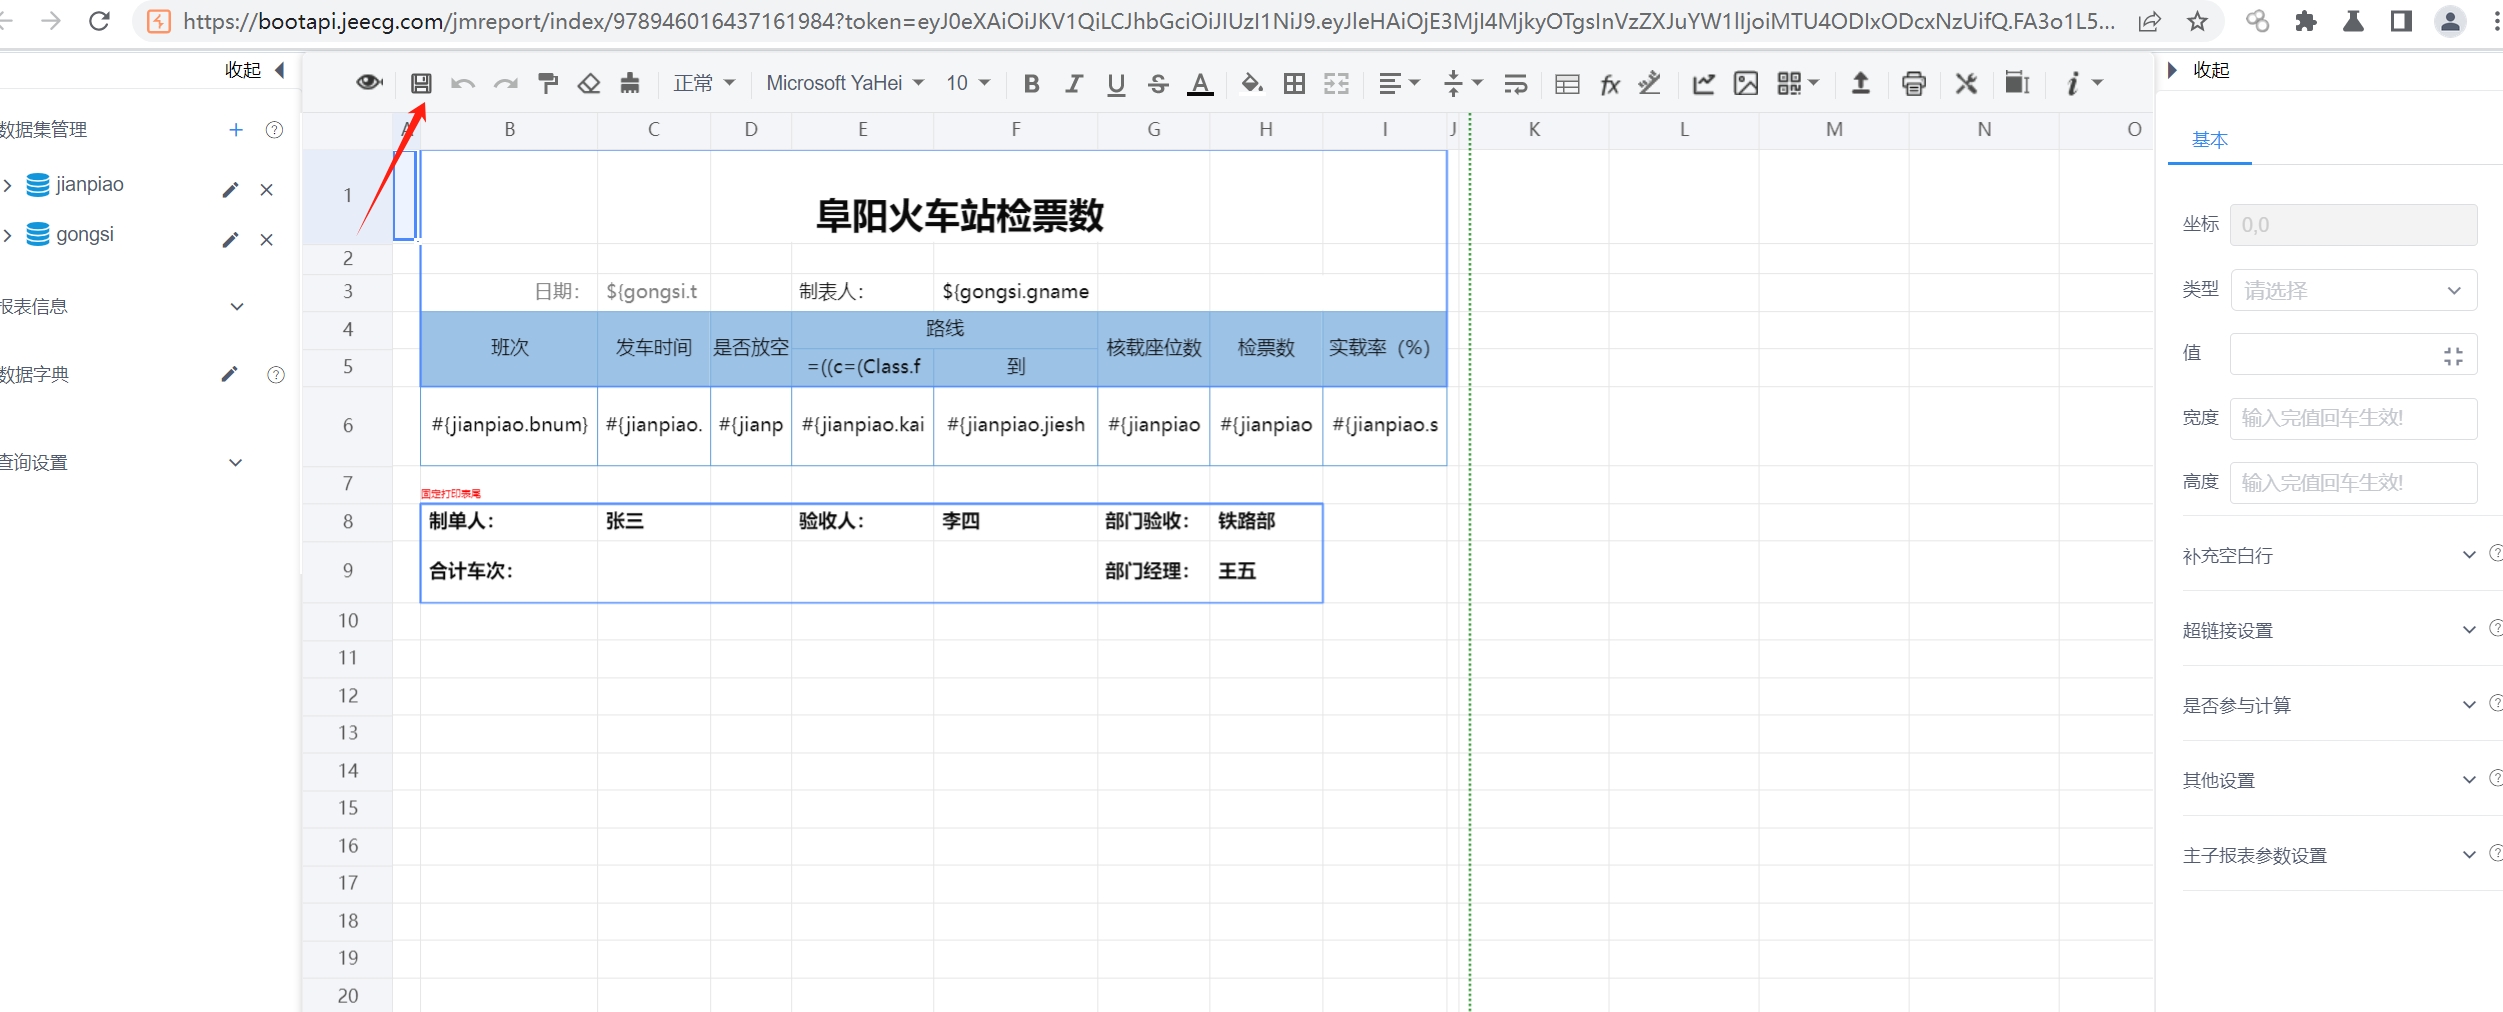 https://bootapi.jeecg.com/jmreport/index/978946016437161984?token=eyJ0eXAiOiJKV1QiLCJhbGciOiJIUzI1NiJ9.eyJleHAiOjE3MjI4MjkyOTgsInVzZXJuYW1lIjoiMTU4ODIxODcxNzUifQ.FA3o1L5...
收起
正常 Microsoft YaHei 10
收起
数据集管理
jianpiao
gongsi
报表信息
数据字典
查询设置
A B C D E F G H I J K L M N O
1 阜阳火车站检票数
2
3 日期: ${gongsi.t 制表人: ${gongsi.gname
4 班次 发车时间 是否放空 路线 核载座位数 检票数 实载率（%）
5 =((c=(Class.f 到
6 #{jianpiao.bnum} #{jianpiao. #{jianp #{jianpiao.kai #{jianpiao.jiesh #{jianpiao #{jianpiao #{jianpiao.s
7 固定打印表尾
8 制单人: 张三 验收人: 李四 部门验收: 铁路部
9 合计车次: 部门经理: 王五
10
11
12
13
14
15
16
17
18
19
20
基本
坐标 0,0
类型 请选择
值
宽度 输入完值回车生效!
高度 输入完值回车生效!
补充空白行
超链接设置
是否参与计算
其他设置
主子报表参数设置